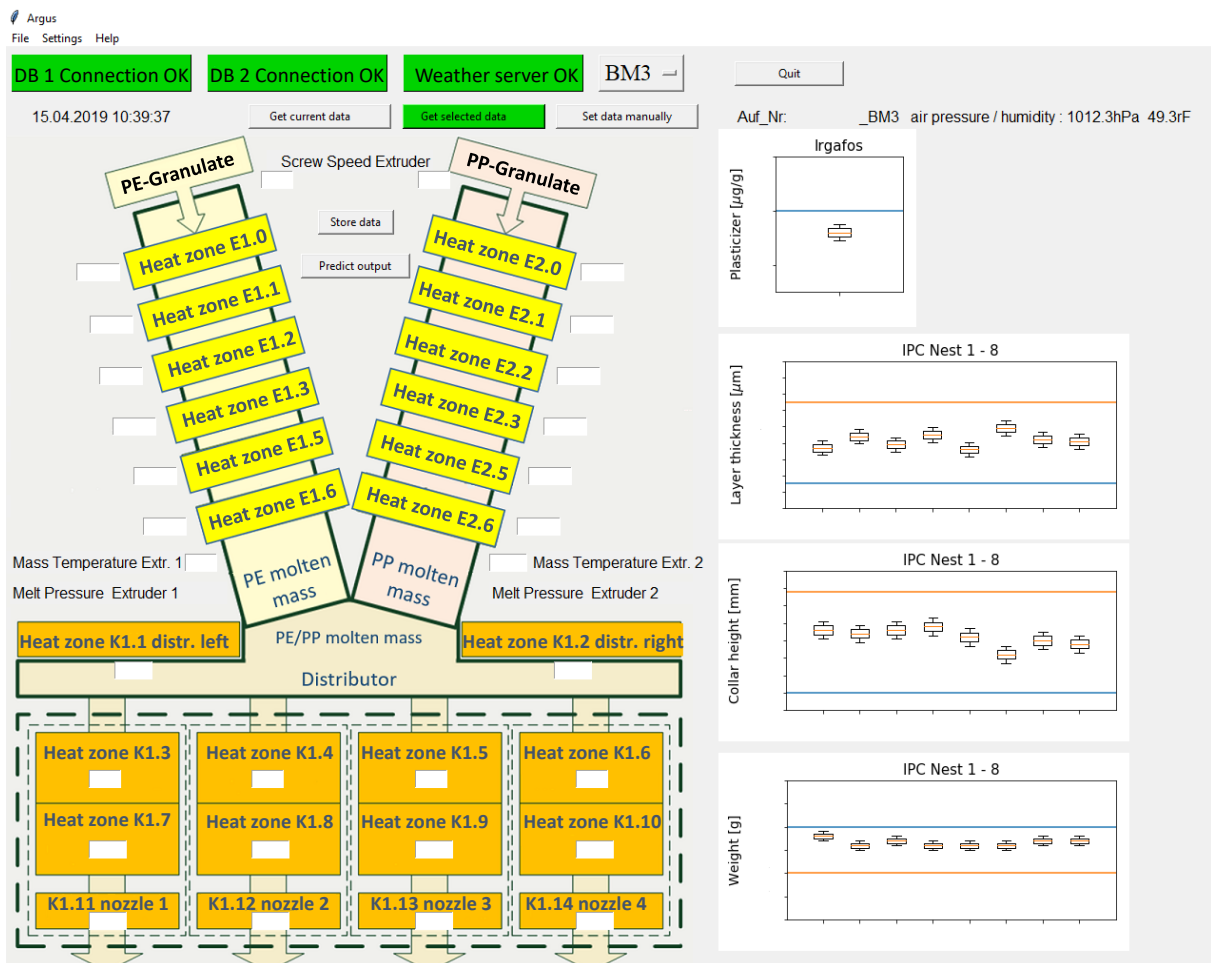 Argus
File Settings Help
DB 1 Connection OK DB 2 Connection OK Weather server OK BM3 Quit
15.04.2019 10:39:37 Get current data Get selected data Set data manually Auf_Nr: _BM3 air pressure / humidity : 1012.3hPa 49.3rF
PE-Granulate Screw Speed Extruder PP-Granulate
Store data
Predict output
Heat zone E1.0 Heat zone E2.0
Heat zone E1.1 Heat zone E2.1
Heat zone E1.2 Heat zone E2.2
Heat zone E1.3 Heat zone E2.3
Heat zone E1.5 Heat zone E2.5
Heat zone E1.6 Heat zone E2.6
Mass Temperature Extr. 1 Mass Temperature Extr. 2
PE molten mass PP molten mass
Melt Pressure Extruder 1 Melt Pressure Extruder 2
Heat zone K1.1 distr. left PE/PP molten mass Heat zone K1.2 distr. right
Distributor
Heat zone K1.3 Heat zone K1.4 Heat zone K1.5 Heat zone K1.6
Heat zone K1.7 Heat zone K1.8 Heat zone K1.9 Heat zone K1.10
K1.11 nozzle 1 K1.12 nozzle 2 K1.13 nozzle 3 K1.14 nozzle 4
Irgafos
Plasticizer [µg/g]
IPC Nest 1 - 8
Layer thickness [µm]
IPC Nest 1 - 8
Collar height [mm]
IPC Nest 1 - 8
Weight [g]